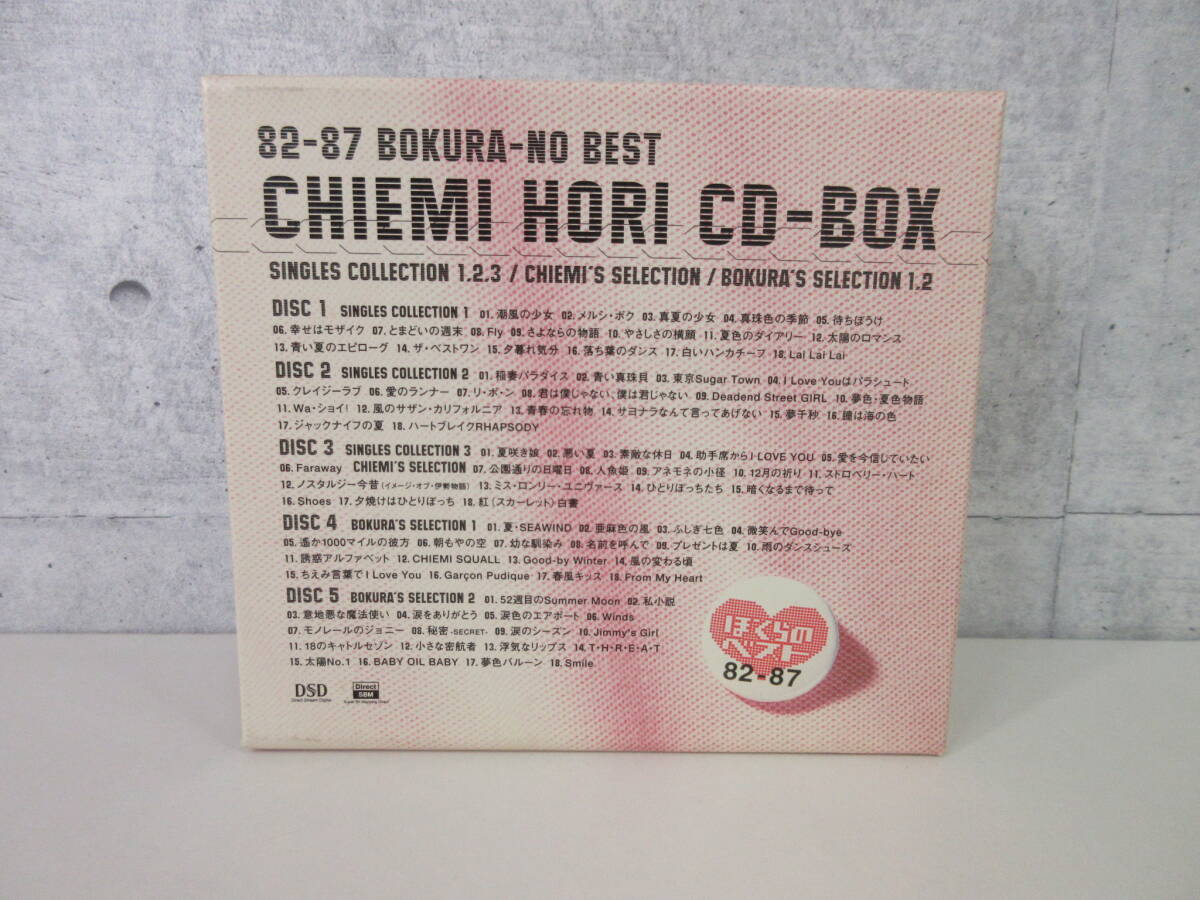 82-87 BOKURA-NO BEST
CHIEMI HORI CD-BOX
SINGLES COLLECTION 1.2.3 / CHIEMI'S SELECTION / BOKURA'S SELECTION 1.2
DISC 1 SINGLES COLLECTION 1 01. 潮風の少女 02. メルシ・ボク 03. 真夏の少女 04. 真珠色の季節 05. 待ちぼうけ
06. 幸せはモザイク 07. とまどいの週末 08. Fly 09. さよならの物語 10. やさしさの横顔 11. 夏色のダイアリー 12. 太陽のロマンス
13. 青い夏のエピローグ 14. ザ・ベストワン 15. 夕暮れ気分 16. 落ち葉のダンス 17. 白いハンカチーフ 18. Lai Lai Lai
DISC 2 SINGLES COLLECTION 2 01. 稲妻パラダイス 02. 青い真珠貝 03. 東京Sugar Town 04. I Love Youはパラシュート
05. クレイジーラブ 06. 愛のランナー 07. リ・ボ・ン 08. 君は僕じゃない、僕は君じゃない 09. Deadend Street GIRL 10. 夢色・夏色物語
11. Wa・ショイ! 12. 風のサザン・カリフォルニア 13. 青春の忘れ物 14. サヨナラなんて言ってあげない 15. 夢千秒 16. 瞳は海の色
17. ジャックナイフの夏 18. ハートブレイクRHAPSODY
DISC 3 SINGLES COLLECTION 3 01. 夏咲き娘 02. 悪い夏 03. 素敵な休日 04. 助手席からI LOVE YOU 05. 愛を今信じていたい
06. Faraway CHIEMI'S SELECTION 07. 公園通りの日曜日 08. 人魚姫 09. アネモネの小径 10. 12月の祈り 11. ストロベリー・ハート
12. ノスタルジー今昔(イメージ・オブ・伊勢物語) 13. ミス・ロンリー・ユニヴァース 14. ひとりぼっちたち 15. 暗くなるまで待って
16. Shoes 17. 夕焼けはひとりぼっち 18. 紅(スカーレット)白書
DISC 4 BOKURA'S SELECTION 1 01. 夏・SEAWIND 02. 亜麻色の風 03. ふしぎ七色 04. 微笑んでGood-bye
05. 遙か1000マイルの彼方 06. 朝もやの空 07. 幼な馴染み 08. 名前を呼んで 09. プレゼントは夏 10. 雨のダンスシューズ
11. 誘惑アルファベット 12. CHIEMI SQUALL 13. Good-by Winter 14. 風の変わる頃
15. ちえみ言葉でI Love You 16. Garçon Pudique 17. 春風キッス 18. From My Heart
DISC 5 BOKURA'S SELECTION 2 01. 52週目のSummer Moon 02. 私小説
03. 意地悪な魔法使い 04. 涙をありがとう 05. 涙色のエアポート 06. Winds
07. モノレールのジョニー 08. 秘密-SECRET- 09. 涙のシーズン 10. Jimmy's Girl
11. 18のキャトルセゾン 12. 小さな密航者 13. 浮気なリップス 14. T・H・R・E・A・T
15. 太陽No.1 16. BABY OIL BABY 17. 夢色バルーン 18. Smile
ぼくらの
ベスト
82-87
DSD
Direct Stream Digital
Direct
SBM
Super Bit Mapping Direct